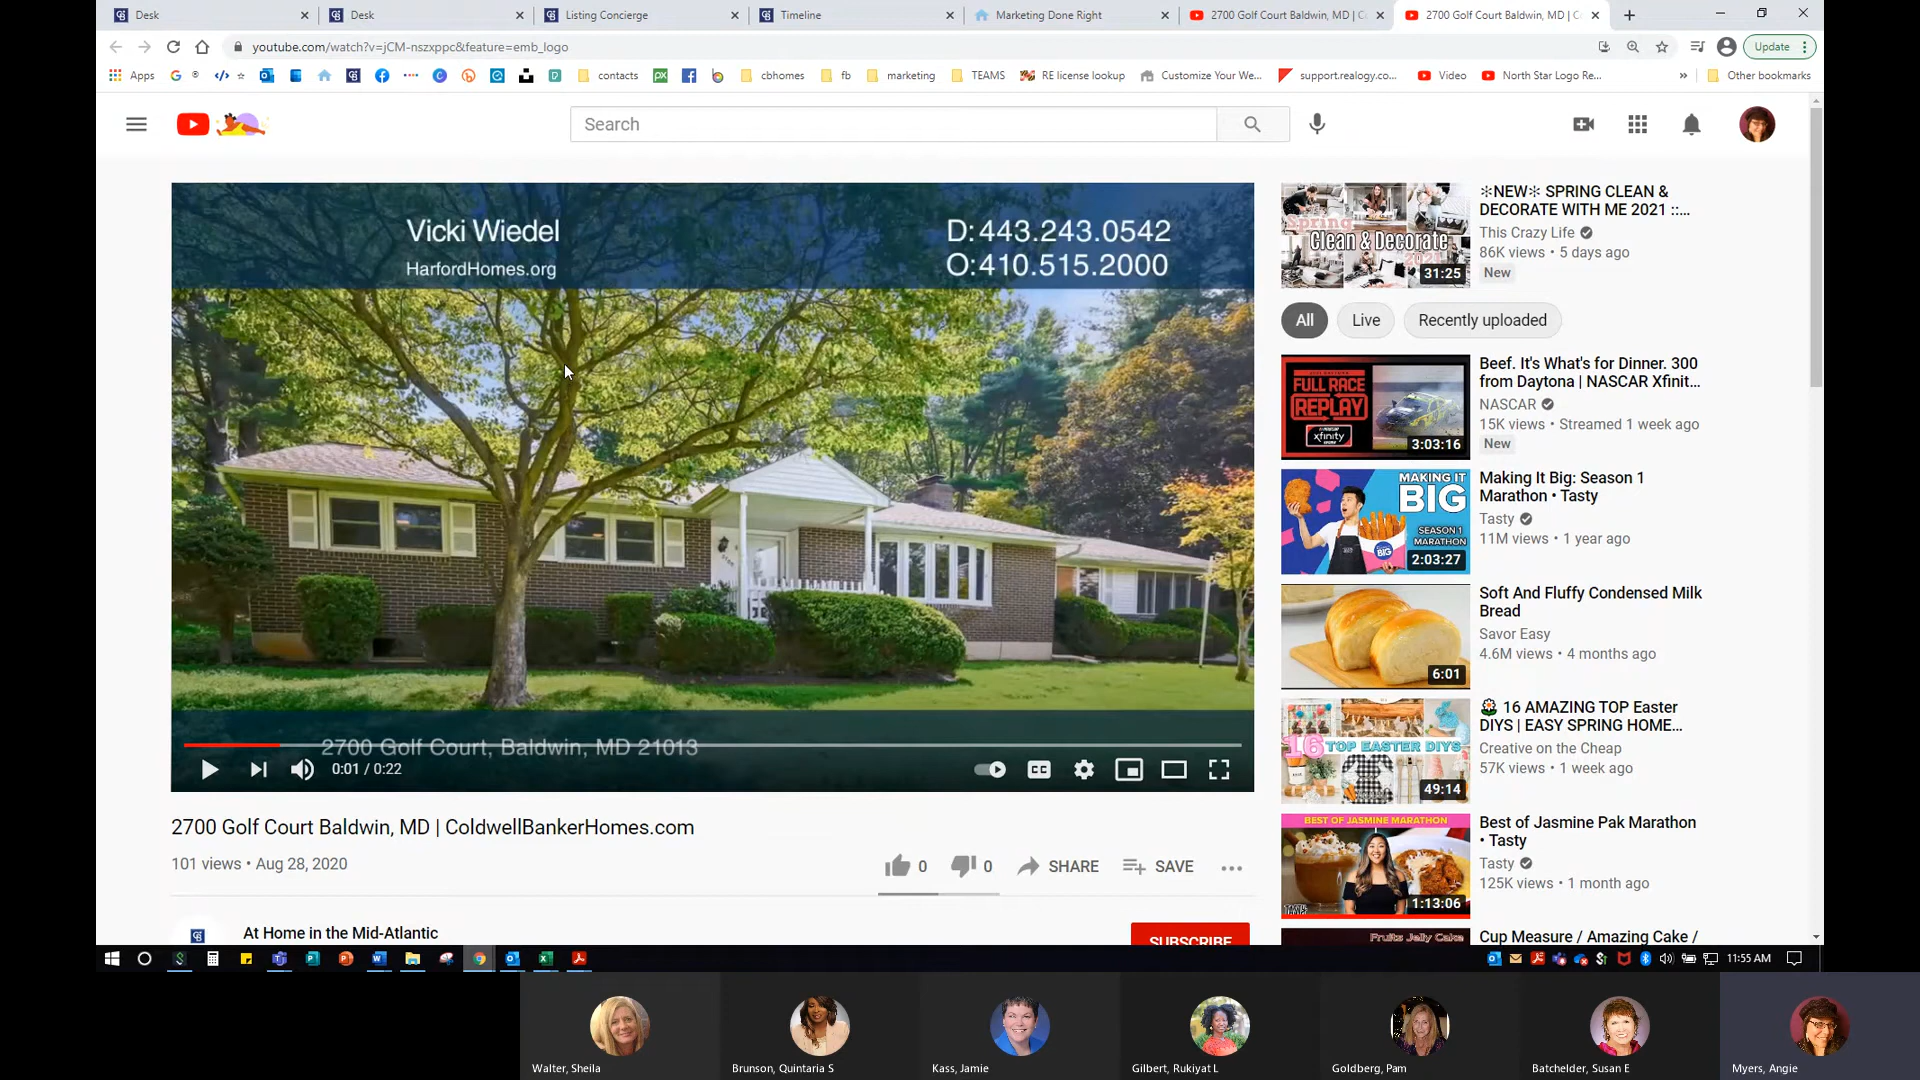 Desk
Desk
Listing Concierge
Timeline
Marketing Done Right
2700 Golf Court Baldwin, MD | C
2700 Golf Court Baldwin, MD | C
youtube.com/watch?v=jCM-nszxppc&feature=emb_logo
Update
Apps
contacts
cbhomes
fb
marketing
TEAMS
RE license lookup
Customize Your We...
support.realogy.co...
Video
North Star Logo Re...
»
Other bookmarks
Search
Vicki Wiedel
HarfordHomes.org
D:443.243.0542
O:410.515.2000
2700 Golf Court, Baldwin, MD 21013
0:01 / 0:22
CC
2700 Golf Court Baldwin, MD | ColdwellBankerHomes.com
101 views • Aug 28, 2020
0
0
SHARE
SAVE
At Home in the Mid-Atlantic
SUBSCRIBE
Spring
Clean & Decorate
2021
31:25
✲NEW✲ SPRING CLEAN &
DECORATE WITH ME 2021 ::...
This Crazy Life
86K views • 5 days ago
New
All
Live
Recently uploaded
FULL RACE
REPLAY
xfinity
3:03:16
Beef. It's What's for Dinner. 300
from Daytona | NASCAR Xfinit...
NASCAR
15K views • Streamed 1 week ago
New
MAKING IT
BIG
SEASON 1
MARATHON
BIG
2:03:27
Making It Big: Season 1
Marathon • Tasty
Tasty
11M views • 1 year ago
6:01
Soft And Fluffy Condensed Milk
Bread
Savor Easy
4.6M views • 4 months ago
16
TOP EASTER DIYS
49:14
16 AMAZING TOP Easter
DIYS | EASY SPRING HOME...
Creative on the Cheap
57K views • 1 week ago
BEST OF JASMINE MARATHON
1:13:06
Best of Jasmine Pak Marathon
• Tasty
Tasty
125K views • 1 month ago
Fruits Jelly Cake
Cup Measure / Amazing Cake /
11:55 AM
Walter, Sheila
Brunson, Quintaria S
Kass, Jamie
Gilbert, Rukiyat L
Goldberg, Pam
Batchelder, Susan E
Myers, Angie